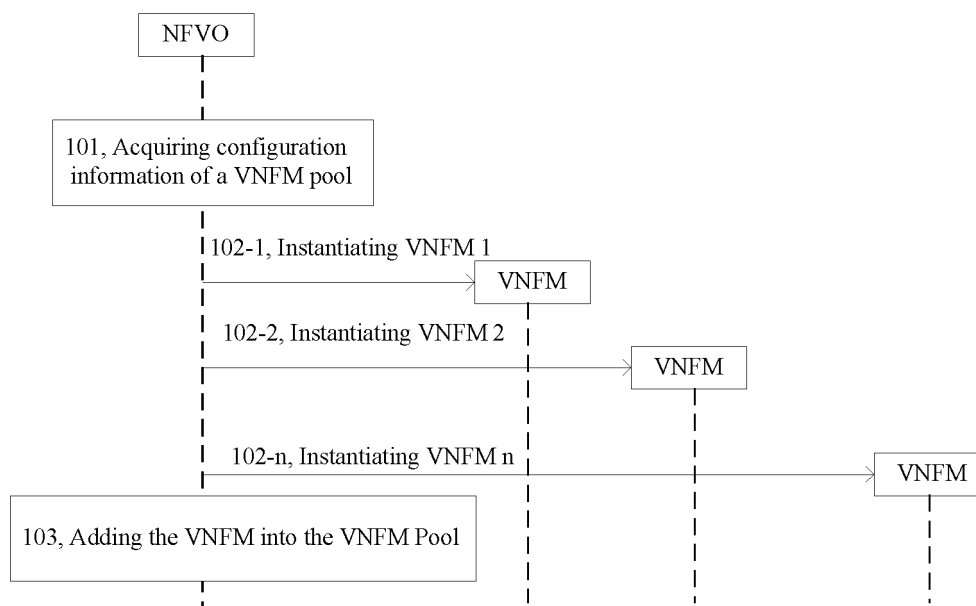 NFVO
101, Acquiring configuration
information of a VNFM pool
102-1, Instantiating VNFM 1
VNFM
102-2, Instantiating VNFM 2
VNFM
102-n, Instantiating VNFM n
VNFM
103, Adding the VNFM into the VNFM Pool